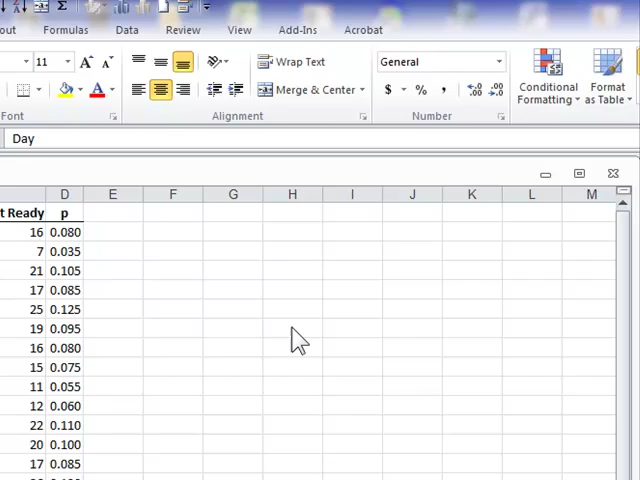 out Formulas Data Review View Add-Ins Acrobat
11 A A Wrap Text General
A Merge & Center $ % , .00 .0 Conditional Formatting Format as Table
Font Alignment Number
Day
D E F G H I J K L M
t Ready p
16 0.080
7 0.035
21 0.105
17 0.085
25 0.125
19 0.095
16 0.080
15 0.075
11 0.055
12 0.060
22 0.110
20 0.100
17 0.085